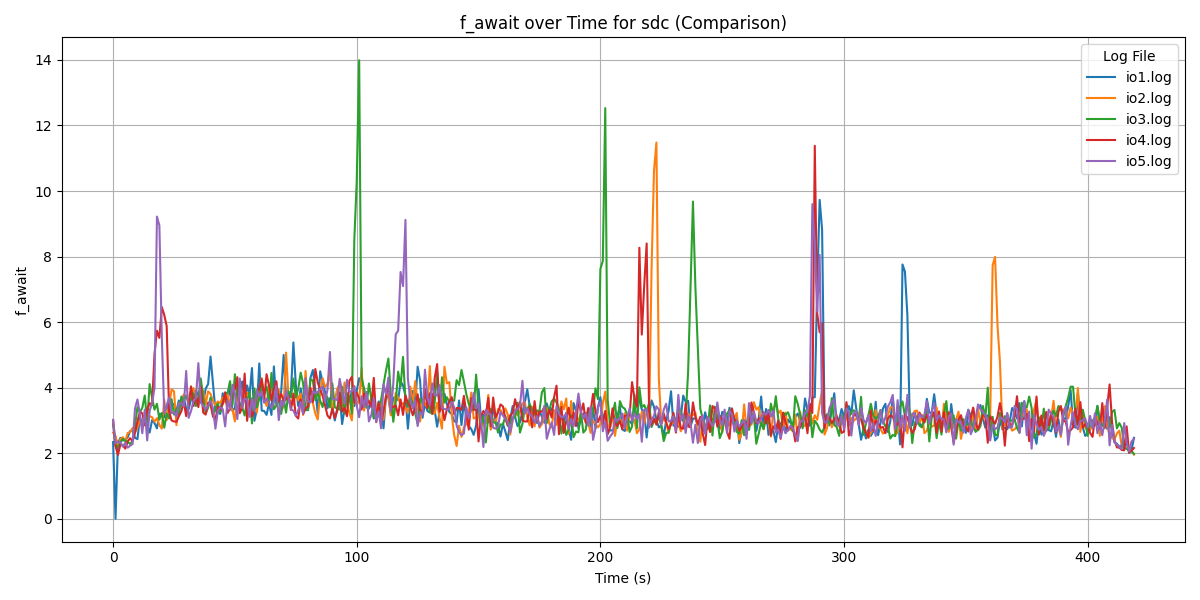 f_await over Time for sdc (Comparison)
Log File
io1.log
io2.log
io3.log
io4.log
io5.log
f_await
14
12
10
8
6
4
2
0
0 100 200 300 400
Time (s)